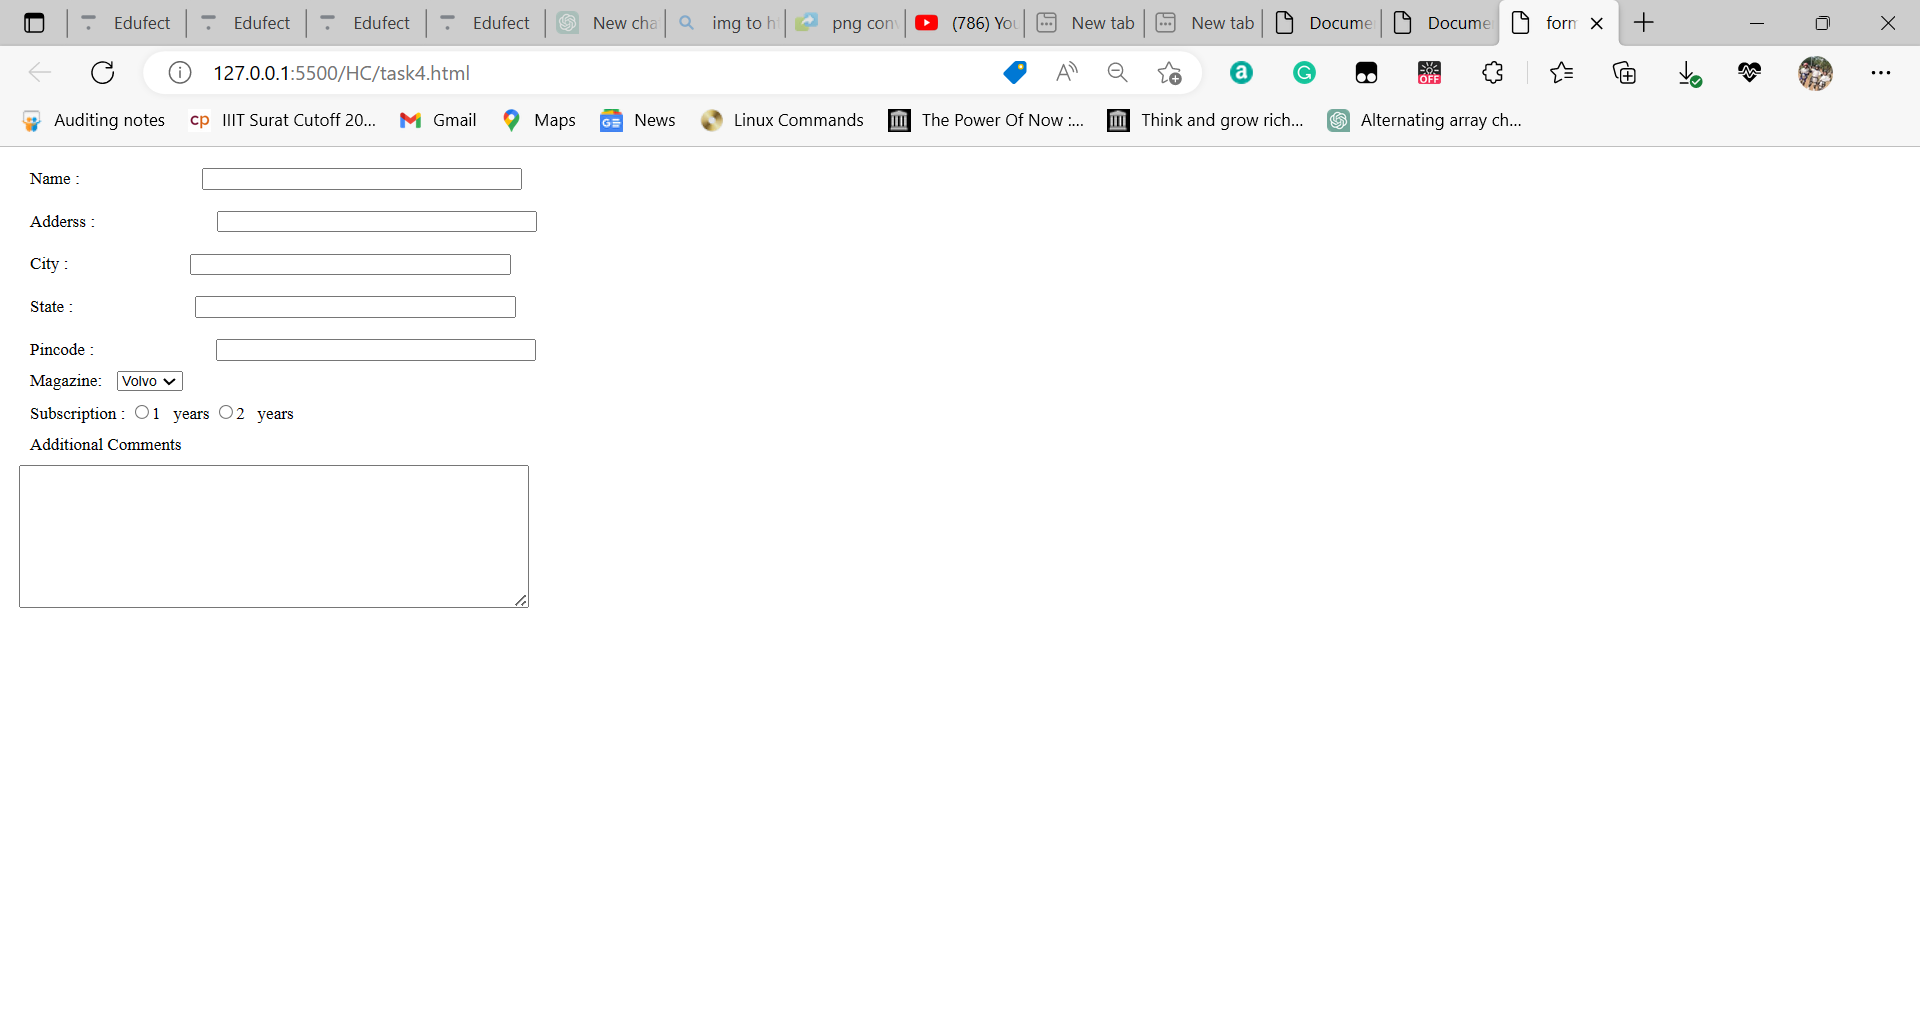 Edufect Edufect Edufect Edufect New cha img to h png con (786) You New tab New tab Docume Docume form
127.0.0.1:5500/HC/task4.html A a G OFF
Auditing notes cp IIIT Surat Cutoff 20... Gmail Maps GE News Linux Commands The Power Of Now :... Think and grow rich... Alternating array ch...
Name :
Adderss :
City :
State :
Pincode :
Magazine: Volvo
Subscription : 1 years 2 years
Additional Comments